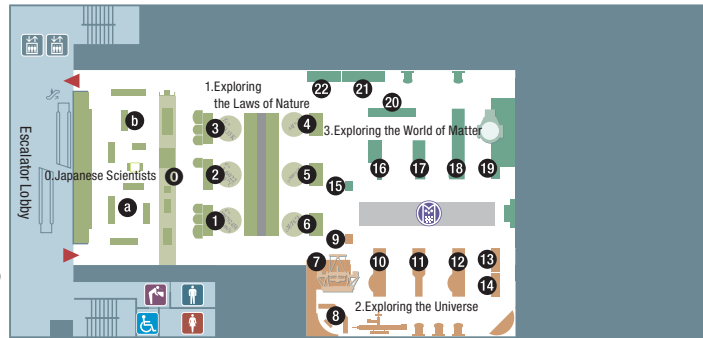 Escalator Lobby
0.Japanese Scientists
b
a
0
1.Exploring
the Laws of Nature
3
2
1
4
5
6
3.Exploring the World of Matter
22
21
20
15
16
17
18
19
9
7
8
10
11
12
13
14
2.Exploring the Universe